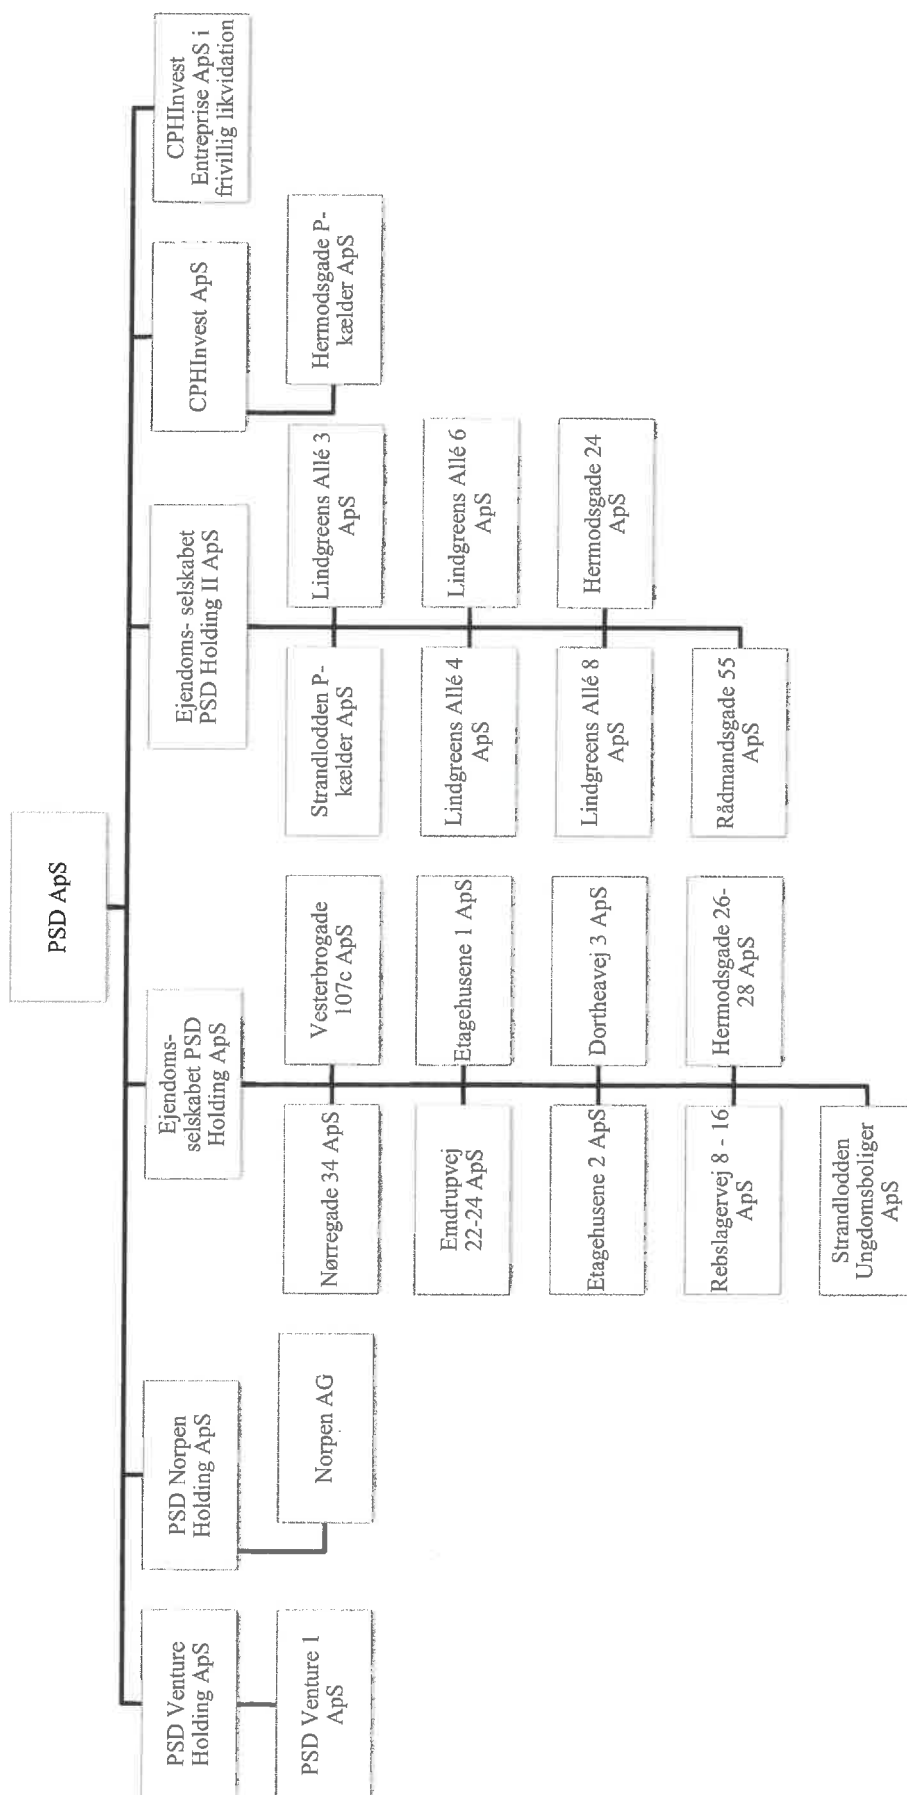 PSD ApS
PSD Venture
Holding ApS
PSD Norpen
Holding ApS
Ejendoms-
selskabet PSD
Holding ApS
Ejendoms- selskabet
PSD Holding II ApS
CPHInvest ApS
CPHInvest
Entreprise ApS i
frivillig likvidation
PSD Venture 1
ApS
Norpen AG
Nørregade 34 ApS
Vesterbrogade
107c ApS
Emdrupvej
22-24 ApS
Etagehusene 1 ApS
Etagehusene 2 ApS
Dortheavej 3 ApS
Rebslagervej 8 - 16
ApS
Hermodsgade 26-
28 ApS
Strandlodden
Ungdomsboliger
ApS
Strandlodden P-
kælder ApS
Lindgreens Allé 3
ApS
Lindgreens Allé 4
ApS
Lindgreens Allé 6
ApS
Lindgreens Allé 8
ApS
Hermodsgade 24
ApS
Rådmandsgade 55
ApS
Hermodsgade P-
kælder ApS